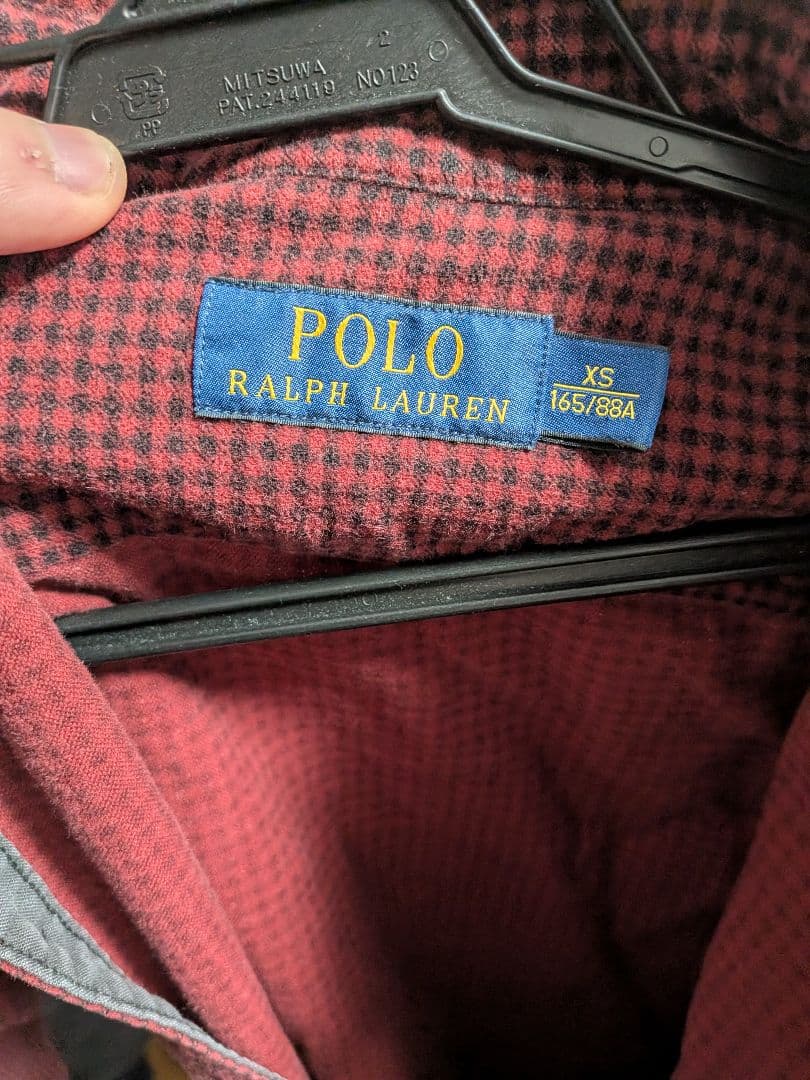 2
MITSUWA
PAT.244119 NO123
PP
POLO
RALPH LAUREN
XS
165/88A